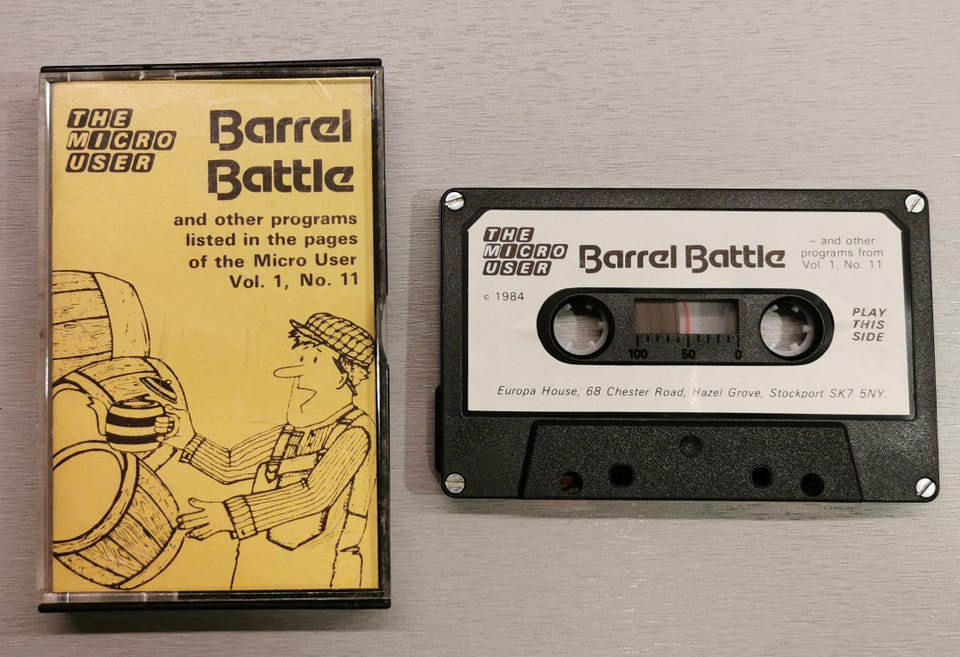 THE
MICRO
USER
Barrel
Battle
and other programs
listed in the pages
of the Micro User
Vol. 1, No. 11
THE
MICRO
USER
Barrel Battle
– and other
programs from
Vol. 1, No. 11
© 1984
PLAY
THIS
SIDE
100 50 0
Europa House, 68 Chester Road, Hazel Grove, Stockport SK7 5NY.